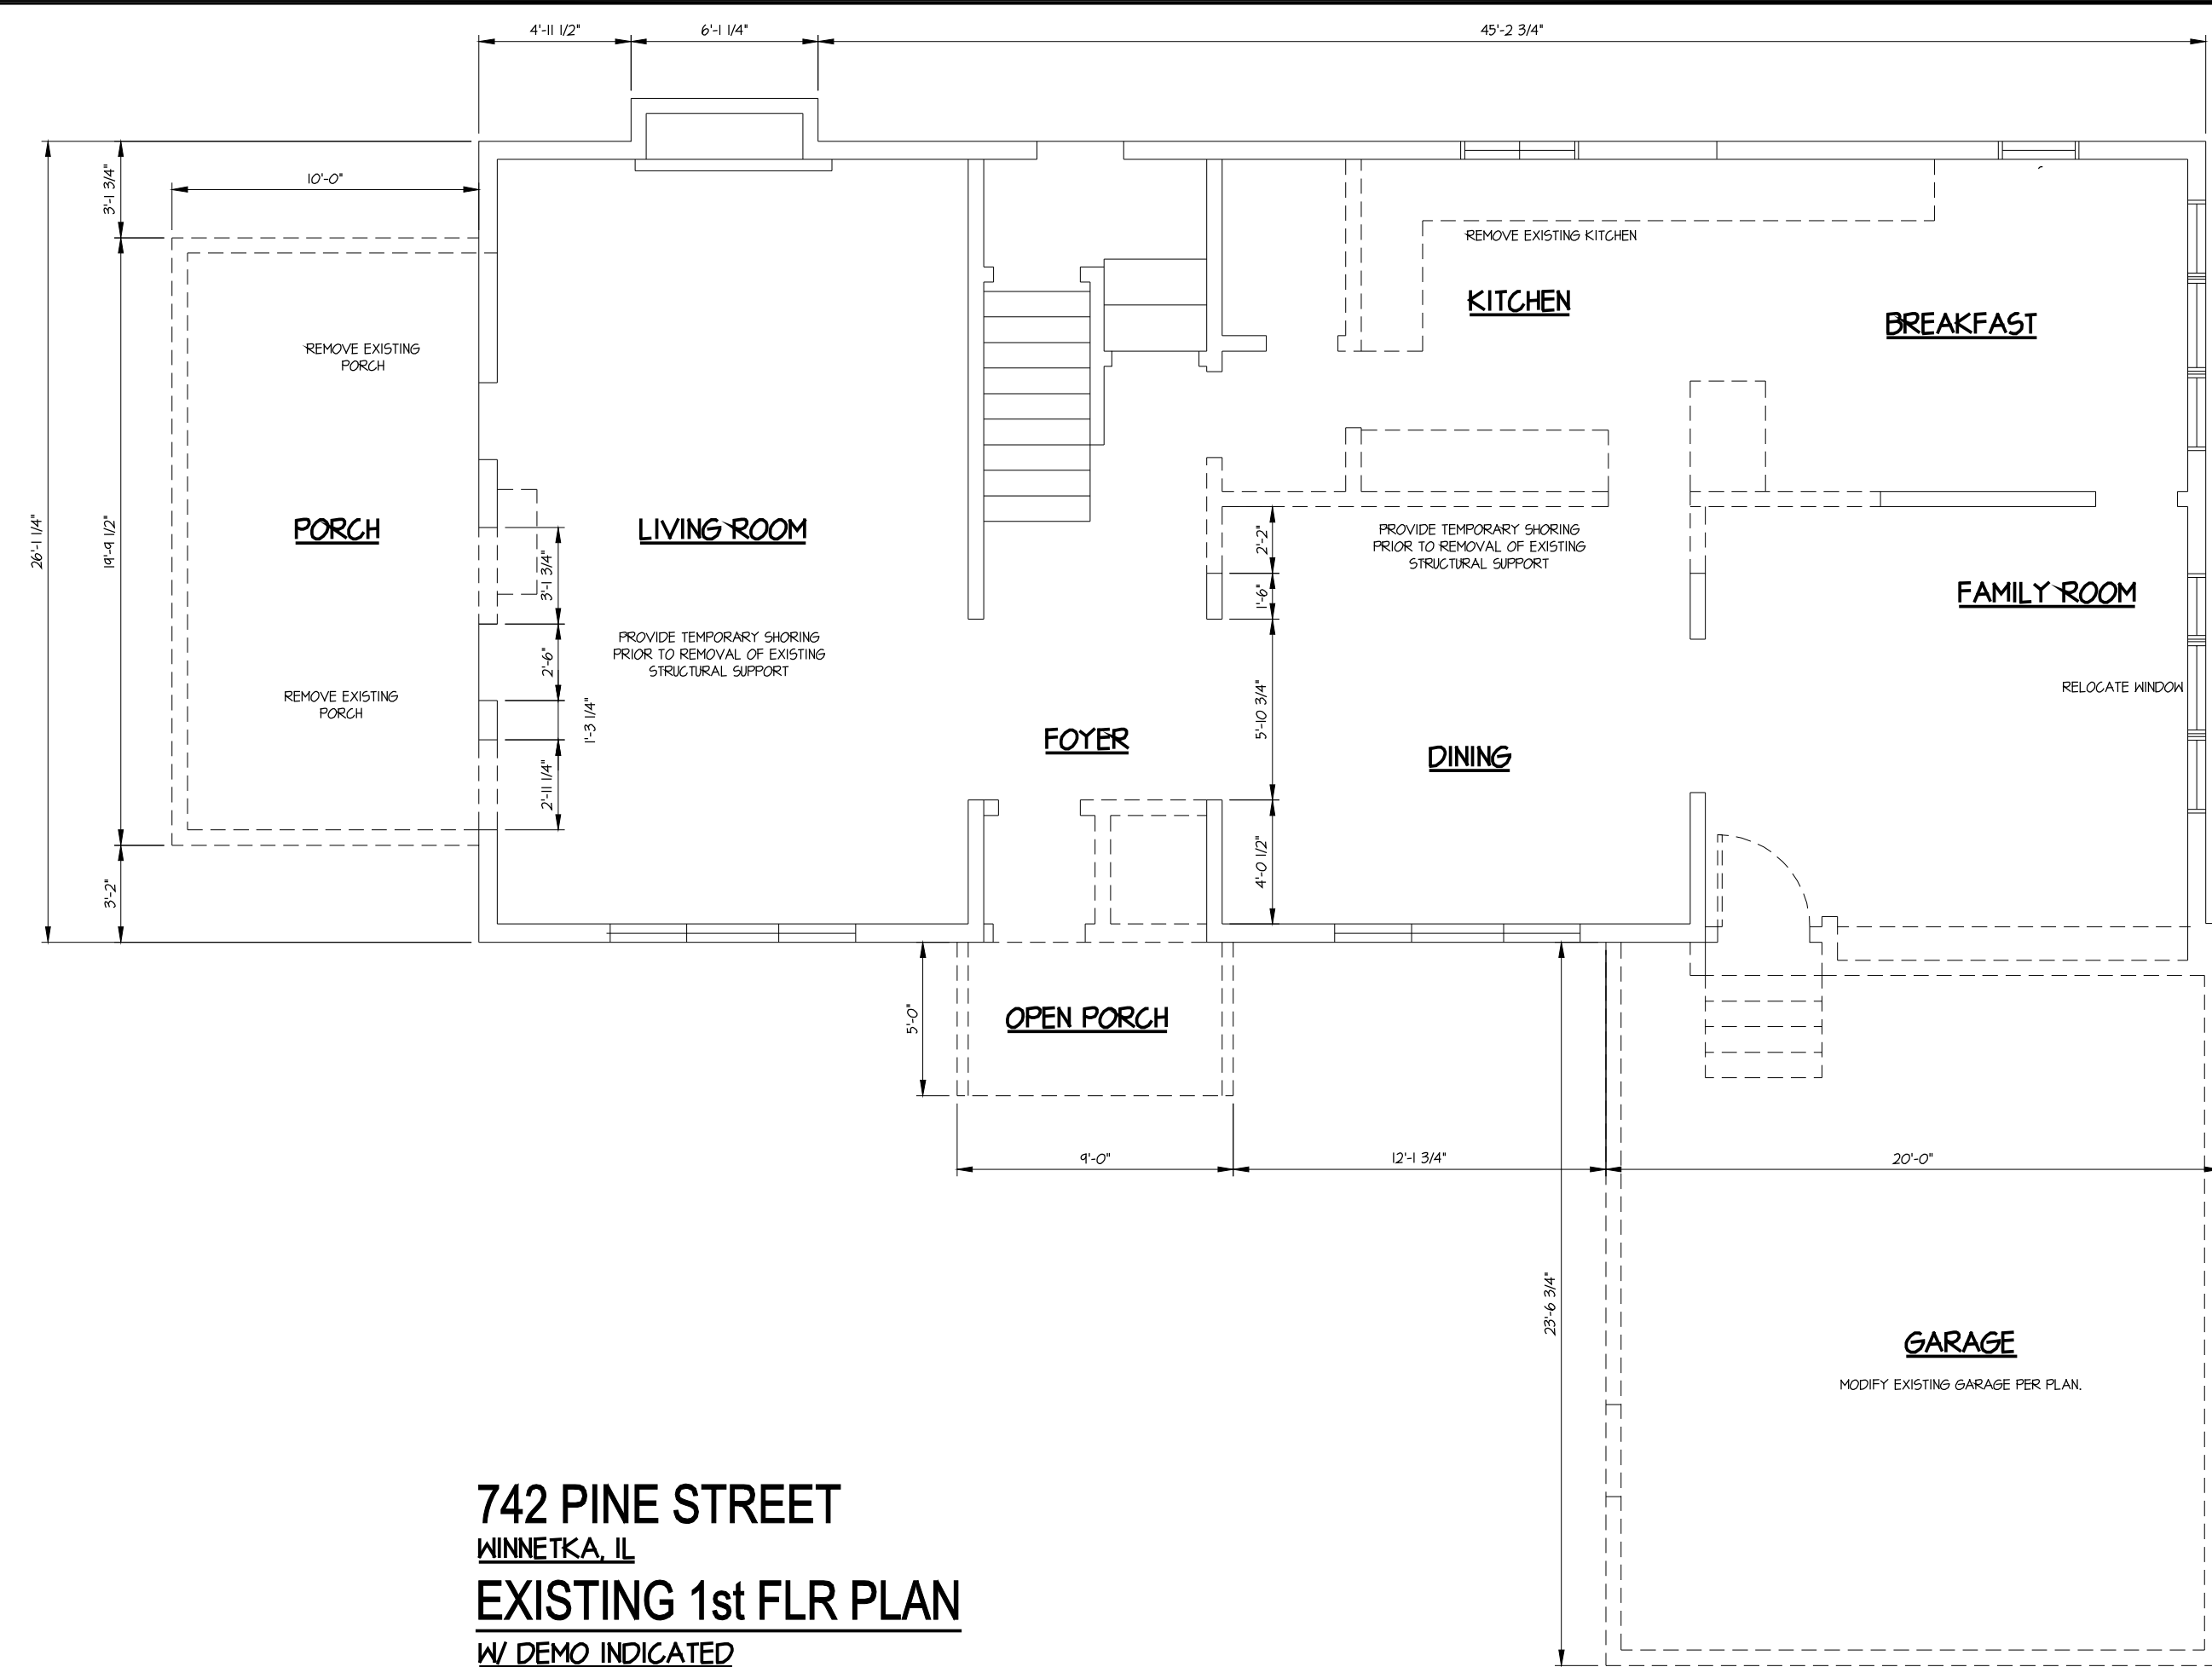 4'-11 1/2"
6'-1 1/4"
45'-2 3/4"
3'-1 3/4"
10'-0"
REMOVE EXISTING KITCHEN
KITCHEN
BREAKFAST
REMOVE EXISTING
PORCH
26'-1 1/4"
19'-9 1/2"
PORCH
LIVING ROOM
3'-1 3/4"
2'-2"
PROVIDE TEMPORARY SHORING
PRIOR TO REMOVAL OF EXISTING
STRUCTURAL SUPPORT
1'-6"
FAMILY ROOM
PROVIDE TEMPORARY SHORING
PRIOR TO REMOVAL OF EXISTING
STRUCTURAL SUPPORT
2'-6"
RELOCATE WINDOW
REMOVE EXISTING
PORCH
1'-3 1/4"
5'-10 3/4"
FOYER
DINING
2'-11 1/4"
3'-2"
4'-0 1/2"
5'-0"
OPEN PORCH
9'-0"
12'-1 3/4"
20'-0"
23'-6 3/4"
GARAGE
MODIFY EXISTING GARAGE PER PLAN.
742 PINE STREET
WINNETKA, IL
EXISTING 1st FLR PLAN
W/ DEMO INDICATED